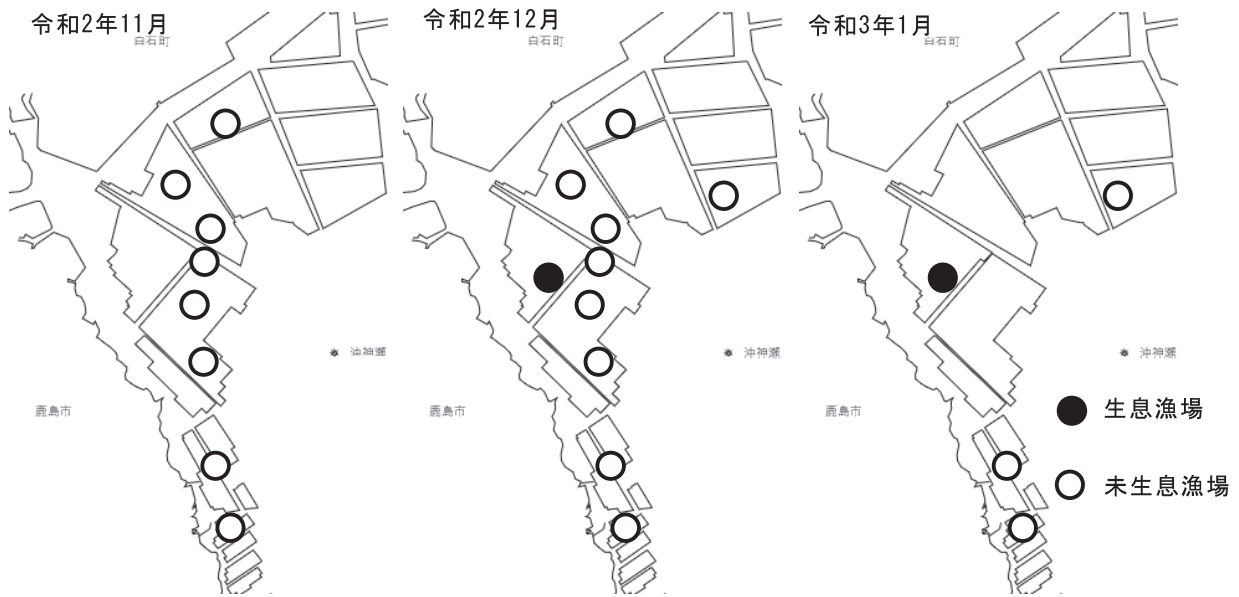 令和2年11月
白石町
沖神瀬
鹿島市
令和2年12月
白石町
沖神瀬
鹿島市
令和3年1月
白石町
沖神瀬
鹿島市
生息漁場
未生息漁場